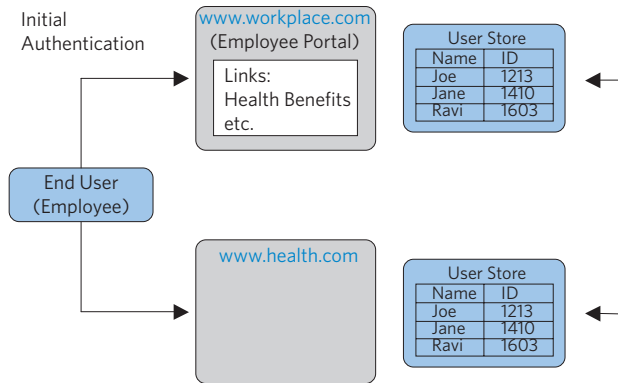 Initial
Authentication
www.workplace.com
(Employee Portal)
Links:
Health Benefits
etc.
User Store
Name ID
Joe 1213
Jane 1410
Ravi 1603
End User
(Employee)
www.health.com
User Store
Name ID
Joe 1213
Jane 1410
Ravi 1603